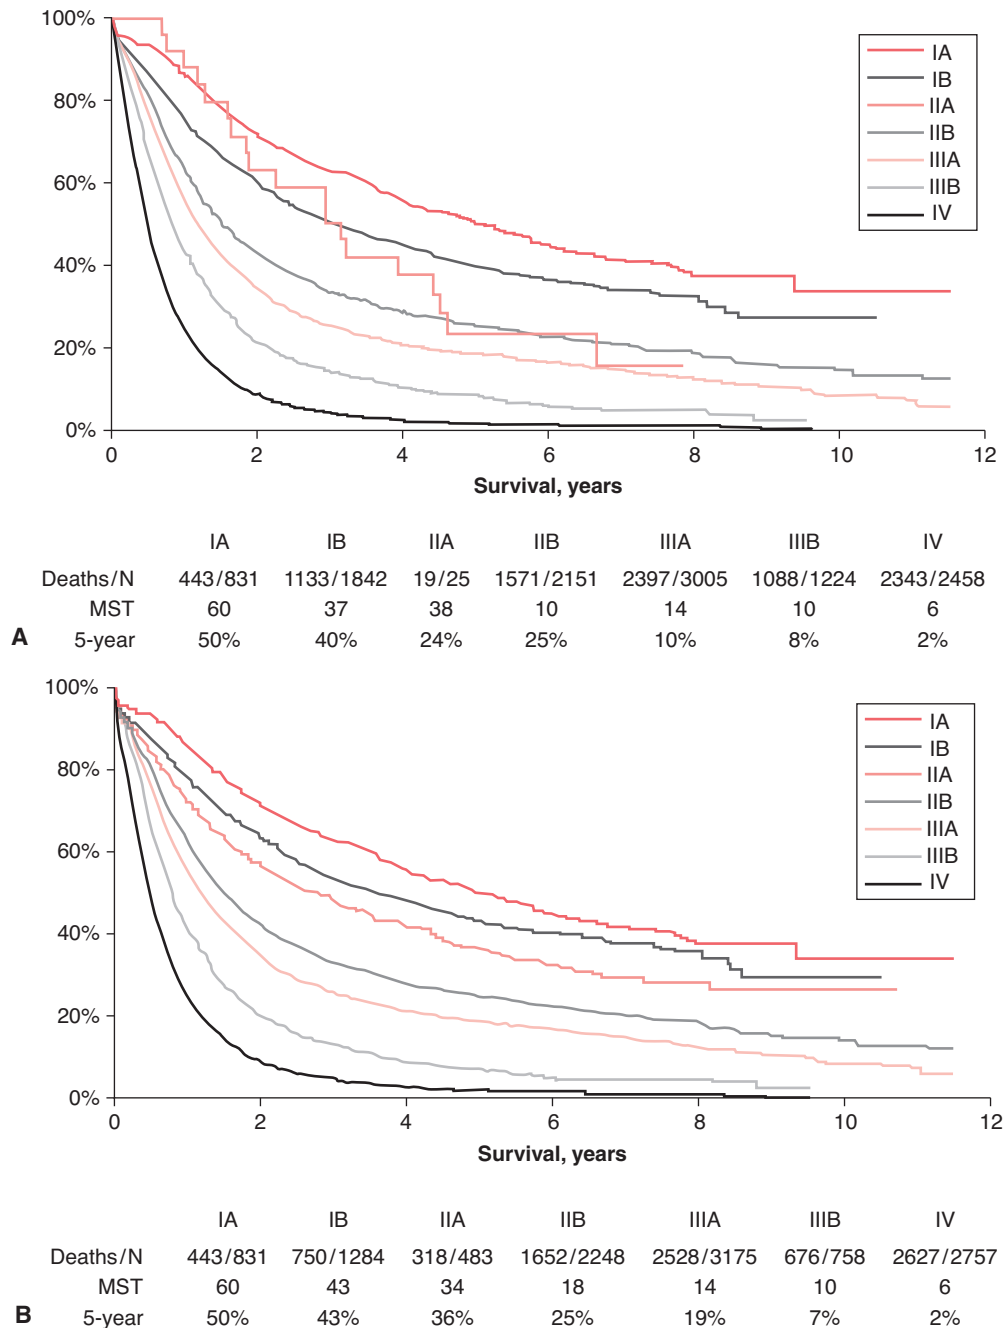 100%
80%
60%
40%
20%
0%
IA
IB
IIA
IIB
IIIA
IIIB
IV
0 2 4 6 8 10 12
Survival, years
IA IB IIA IIB IIIA IIIB IV
Deaths/N 443/831 1133/1842 19/25 1571/2151 2397/3005 1088/1224 2343/2458
MST 60 37 38 10 14 10 6
A 5-year 50% 40% 24% 25% 10% 8% 2%
100%
80%
60%
40%
20%
0%
IA
IB
IIA
IIB
IIIA
IIIB
IV
0 2 4 6 8 10 12
Survival, years
IA IB IIA IIB IIIA IIIB IV
Deaths/N 443/831 750/1284 318/483 1652/2248 2528/3175 676/758 2627/2757
MST 60 43 34 18 14 10 6
B 5-year 50% 43% 36% 25% 19% 7% 2%